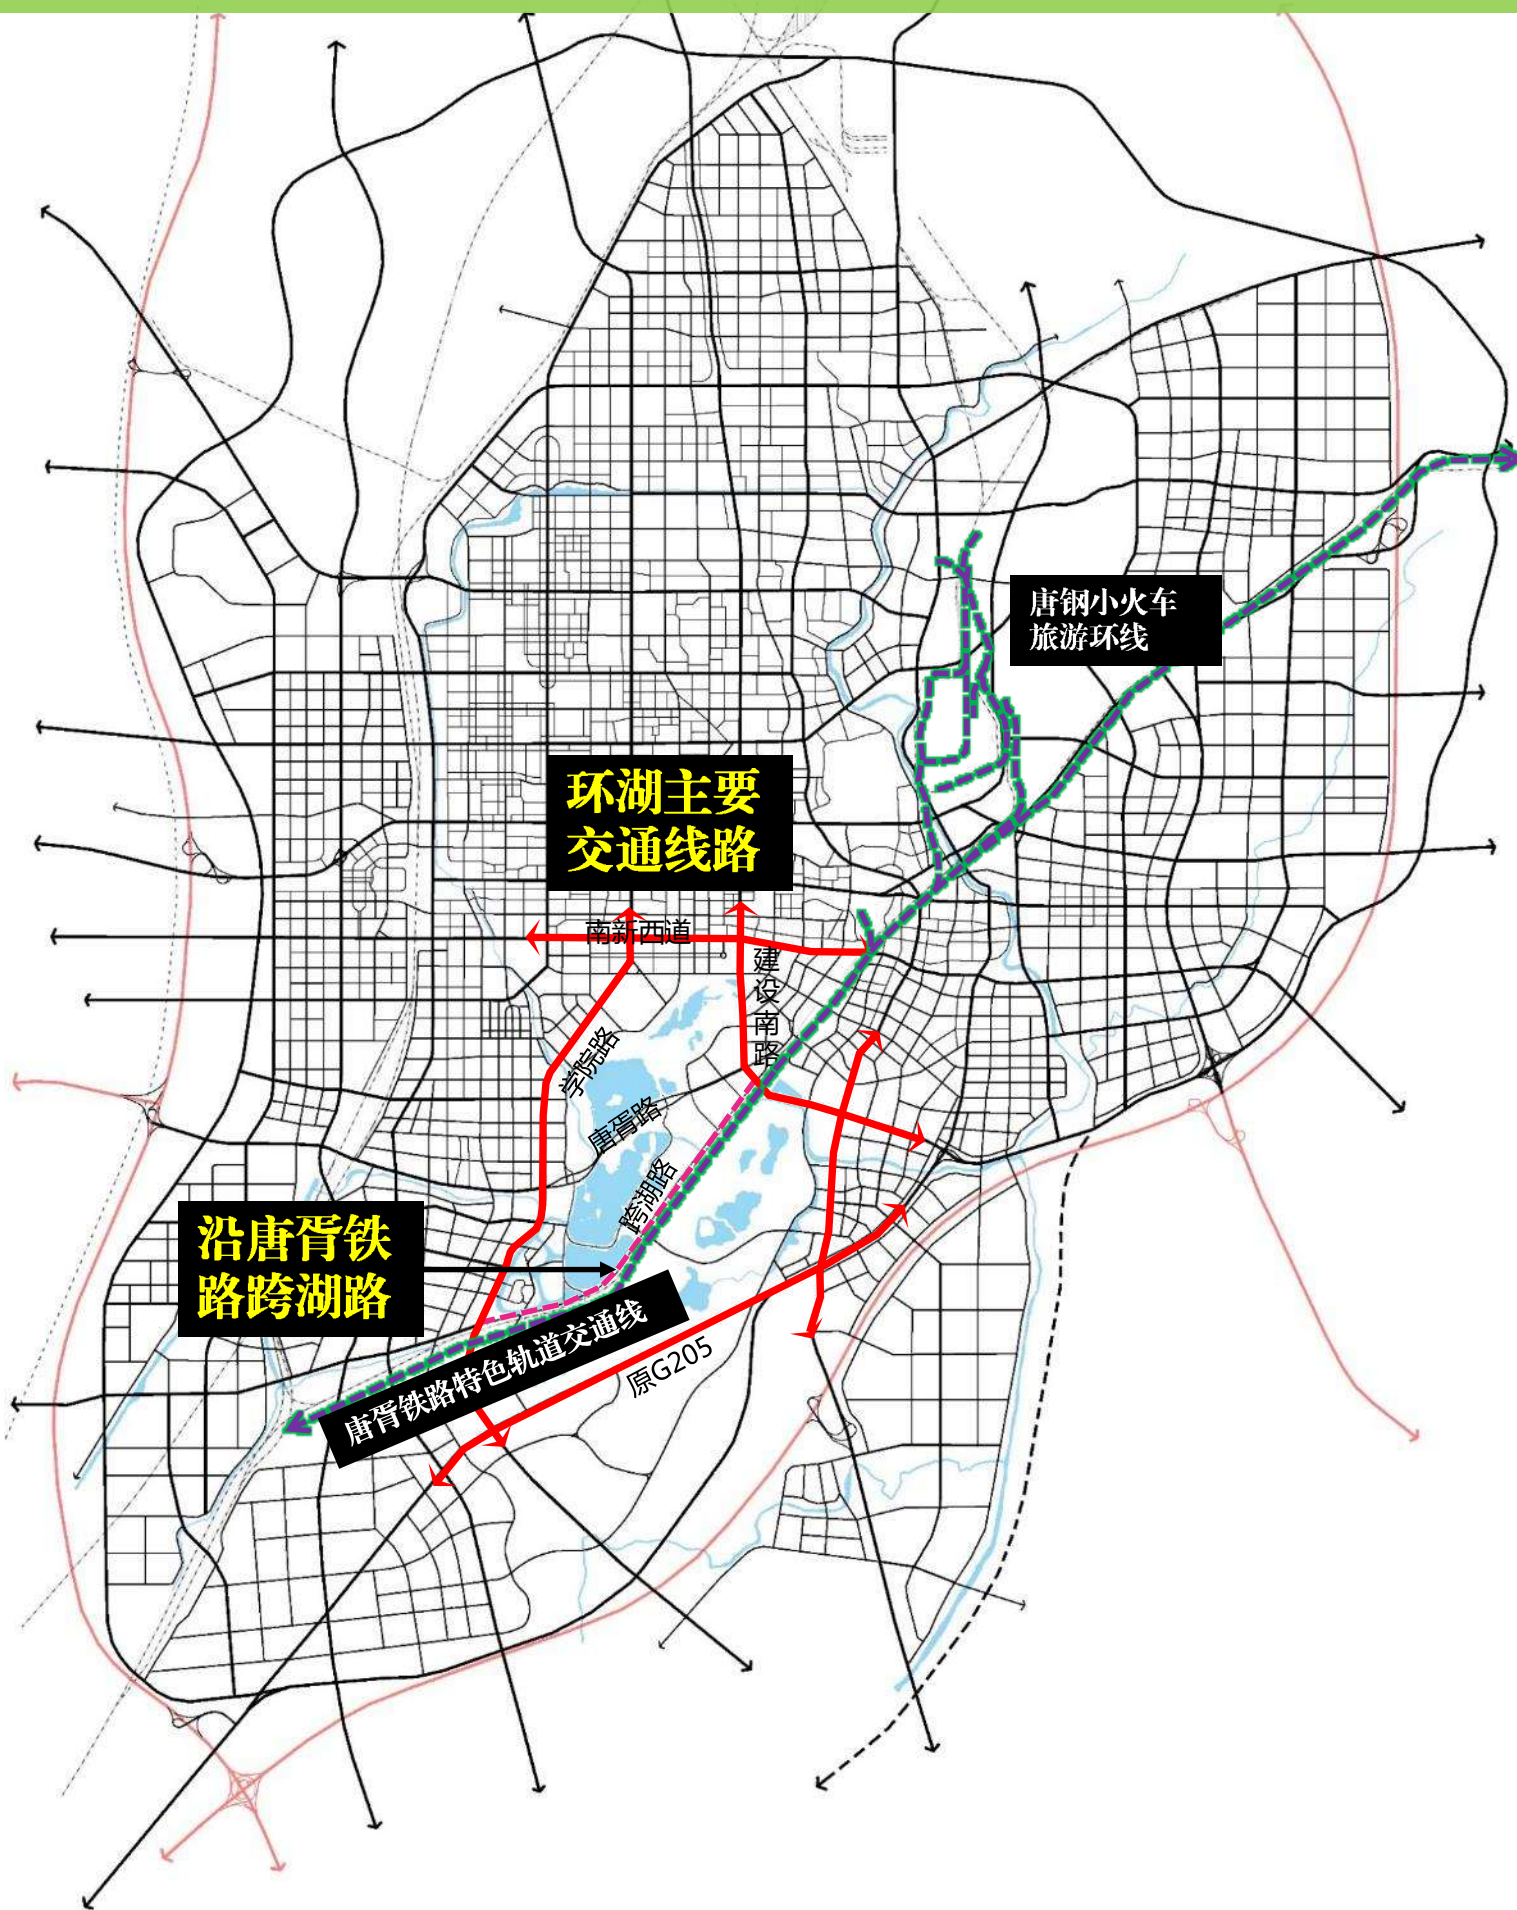 唐钢小火车
旅游环线
环湖主要
交通线路
南新西道
建设南路
学院路
唐胥路
跨湖路
沿唐胥铁
路跨湖路
唐胥铁路特色轨道交通线
原G205